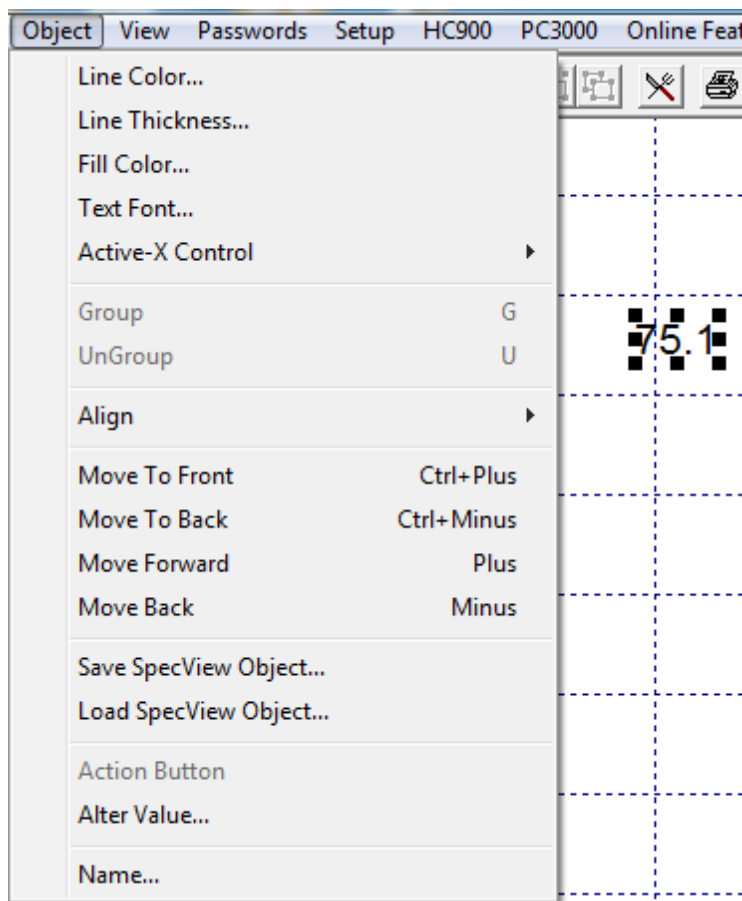 Object View Passwords Setup HC900 PC3000 Online Feat
Line Color...
Line Thickness...
Fill Color...
Text Font...
Active-X Control
Group G
UnGroup U
Align
Move To Front Ctrl+Plus
Move To Back Ctrl+Minus
Move Forward Plus
Move Back Minus
Save SpecView Object...
Load SpecView Object...
Action Button
Alter Value...
Name...
75.1